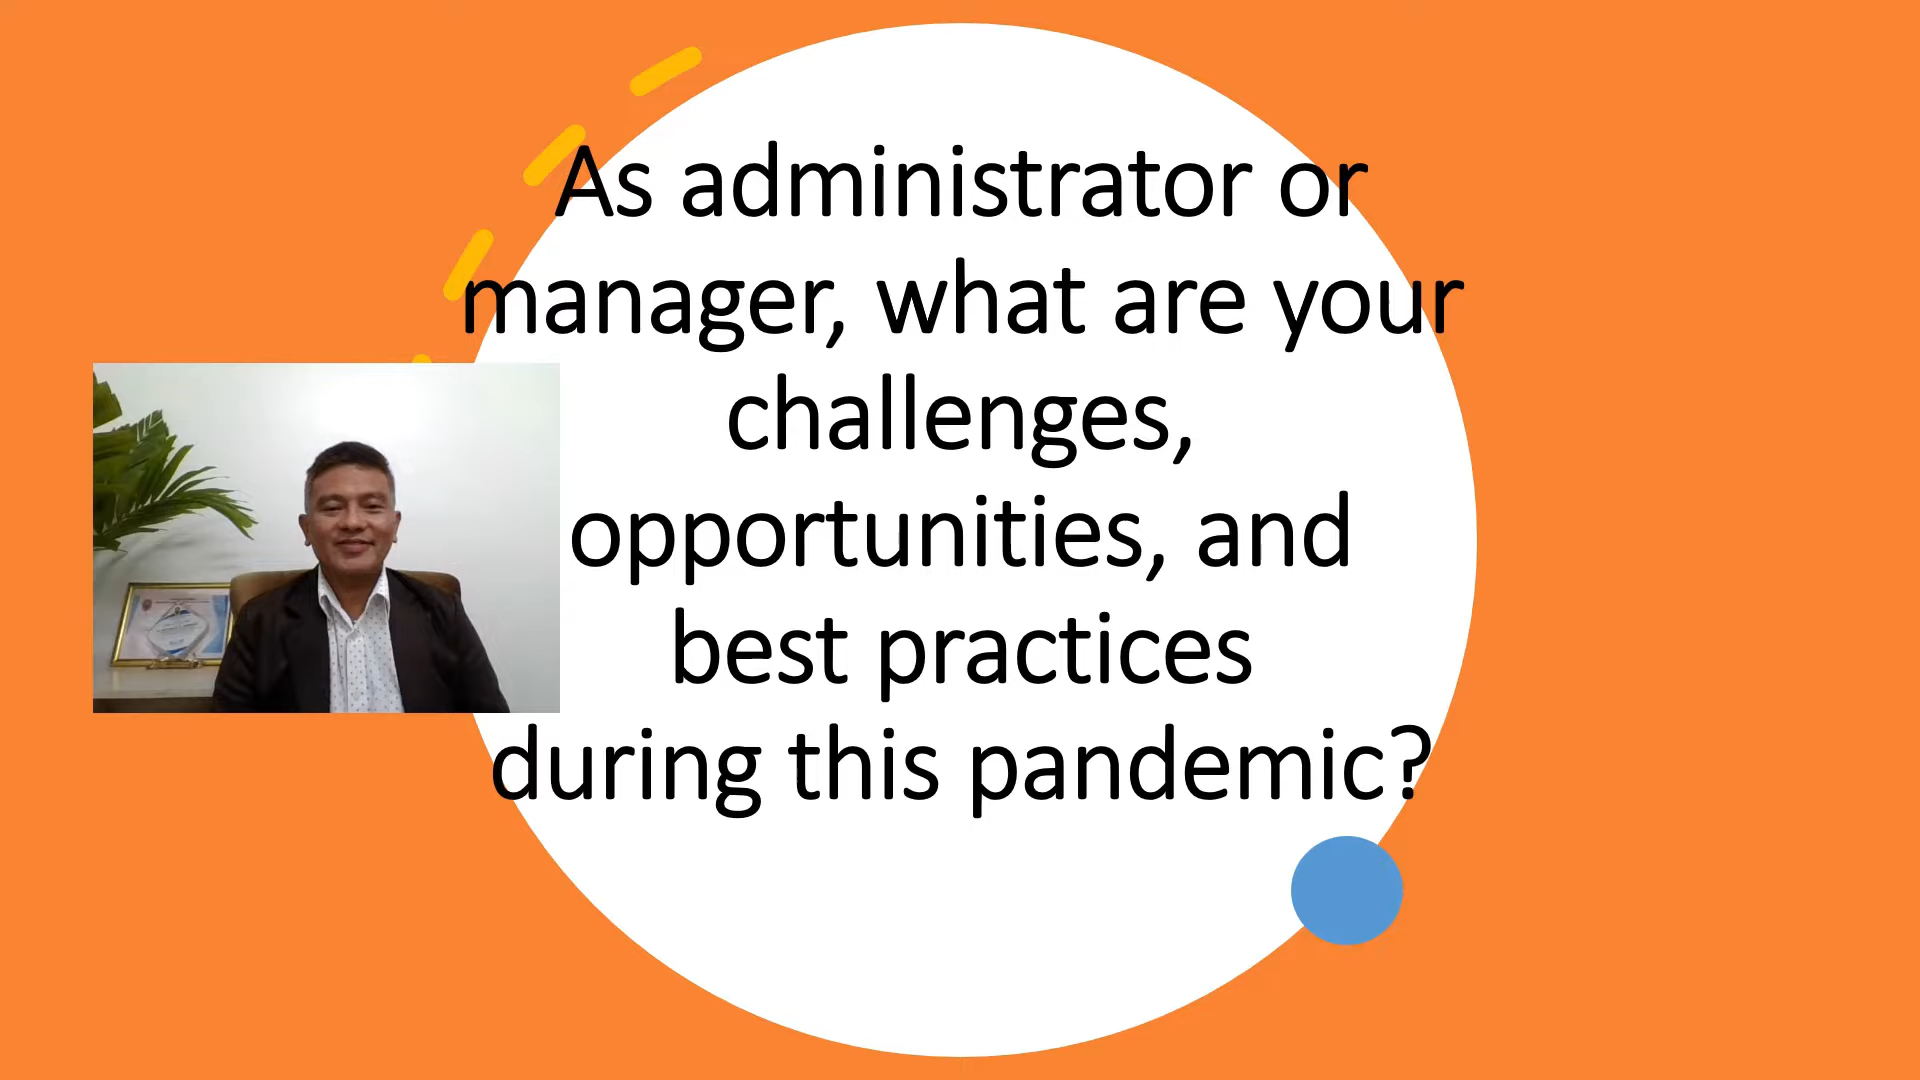 As administrator or
manager, what are your
challenges,
opportunities, and
best practices
during this pandemic?